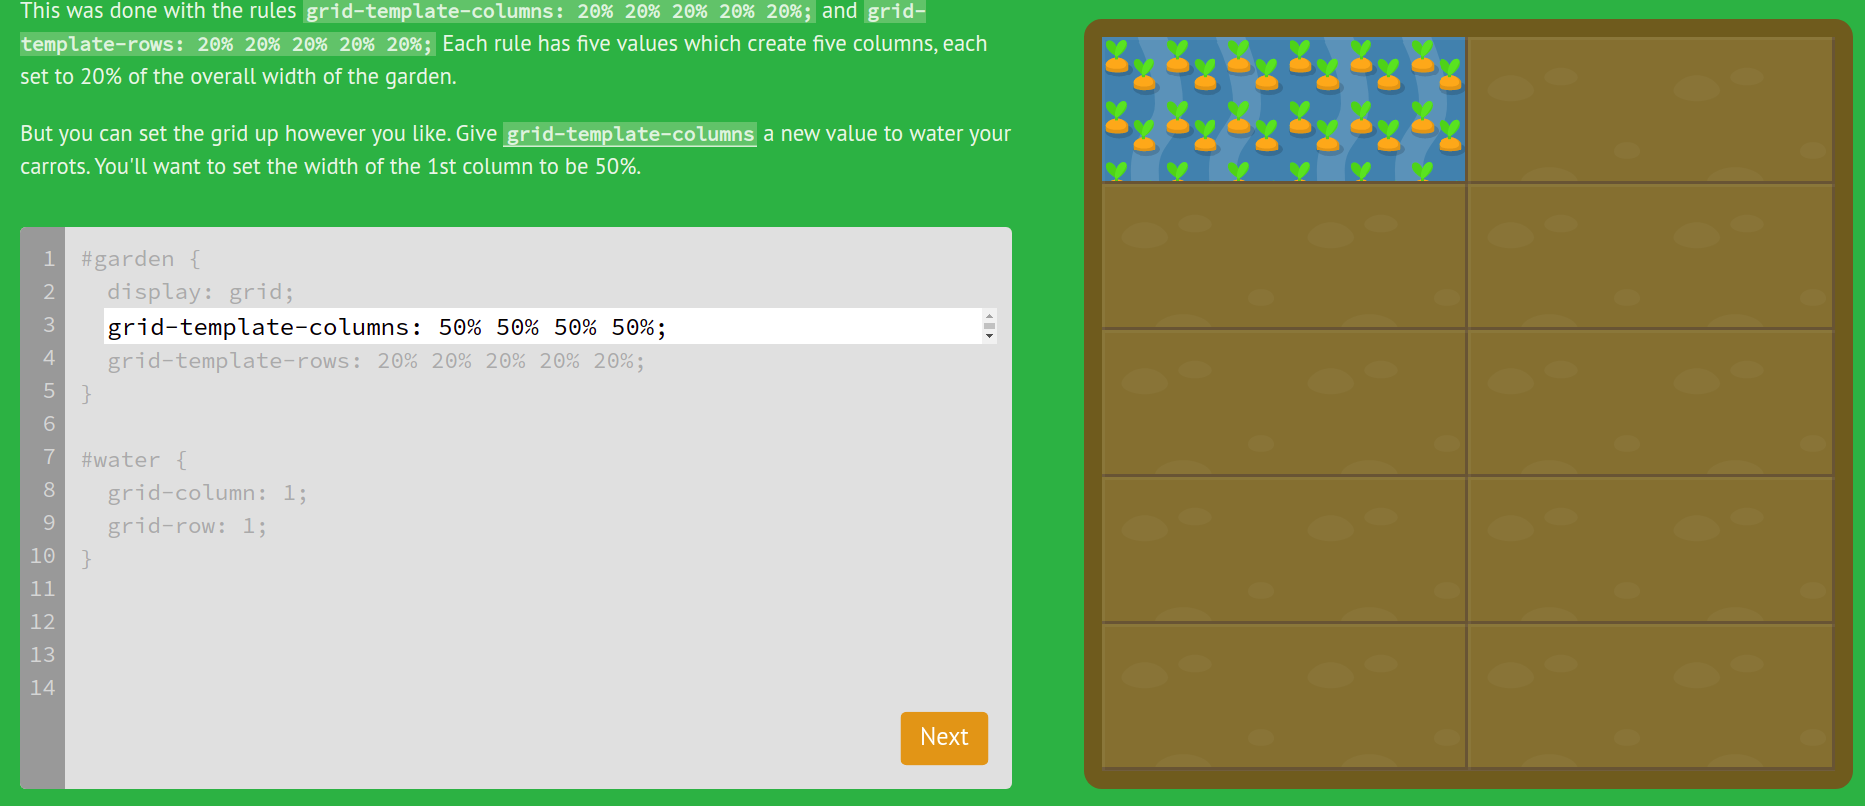 This was done with the rules grid-template-columns: 20% 20% 20% 20% 20%; and grid-
template-rows: 20% 20% 20% 20% 20%; Each rule has five values which create five columns, each
set to 20% of the overall width of the garden.
But you can set the grid up however you like. Give grid-template-columns a new value to water your
carrots. You'll want to set the width of the 1st column to be 50%.
1 #garden {
2 display: grid;
3 grid-template-columns: 50% 50% 50% 50%;
4 grid-template-rows: 20% 20% 20% 20% 20%;
5 }
6
7 #water {
8 grid-column: 1;
9 grid-row: 1;
10 }
11
12
13
14
Next